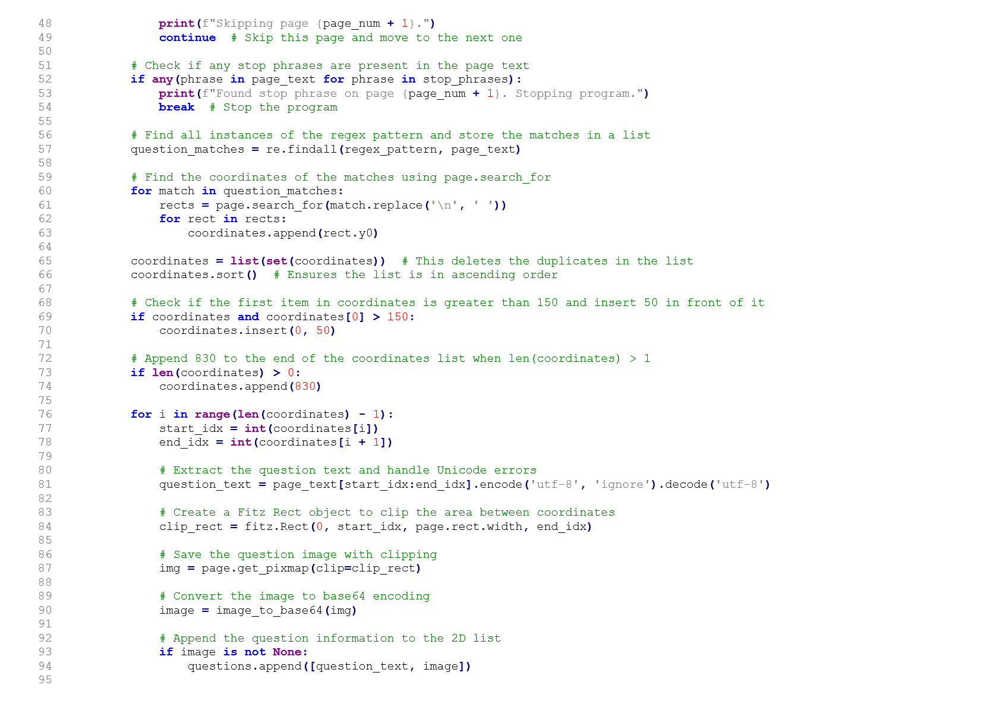 48 print(f"Skipping page {page_num + 1}.")
49 continue  # Skip this page and move to the next one
50
51 # Check if any stop phrases are present in the page text
52 if any(phrase in page_text for phrase in stop_phrases):
53 print(f"Found stop phrase on page {page_num + 1}. Stopping program.")
54 break  # Stop the program
55
56 # Find all instances of the regex pattern and store the matches in a list
57 question_matches = re.findall(regex_pattern, page_text)
58
59 # Find the coordinates of the matches using page.search_for
60 for match in question_matches:
61 rects = page.search_for(match.replace('\n', ' '))
62 for rect in rects:
63 coordinates.append(rect.y0)
64
65 coordinates = list(set(coordinates))  # This deletes the duplicates in the list
66 coordinates.sort()  # Ensures the list is in ascending order
67
68 # Check if the first item in coordinates is greater than 150 and insert 50 in front of it
69 if coordinates and coordinates[0] > 150:
70 coordinates.insert(0, 50)
71
72 # Append 830 to the end of the coordinates list when len(coordinates) > 1
73 if len(coordinates) > 0:
74 coordinates.append(830)
75
76 for i in range(len(coordinates) - 1):
77 start_idx = int(coordinates[i])
78 end_idx = int(coordinates[i + 1])
79
80 # Extract the question text and handle Unicode errors
81 question_text = page_text[start_idx:end_idx].encode('utf-8', 'ignore').decode('utf-8')
82
83 # Create a Fitz Rect object to clip the area between coordinates
84 clip_rect = fitz.Rect(0, start_idx, page.rect.width, end_idx)
85
86 # Save the question image with clipping
87 img = page.get_pixmap(clip=clip_rect)
88
89 # Convert the image to base64 encoding
90 image = image_to_base64(img)
91
92 # Append the question information to the 2D list
93 if image is not None:
94 questions.append([question_text, image])
95